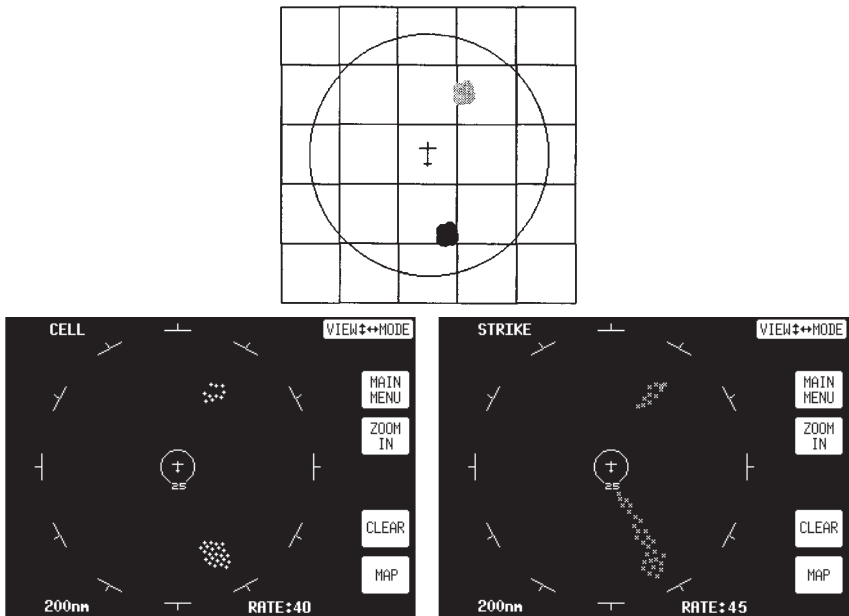 CELL
VIEW↕↔MODE
MAIN
MENU
ZOOM
IN
25
CLEAR
MAP
200nm
RATE:40
STRIKE
VIEW↕↔MODE
MAIN
MENU
ZOOM
IN
25
CLEAR
MAP
200nm
RATE:45